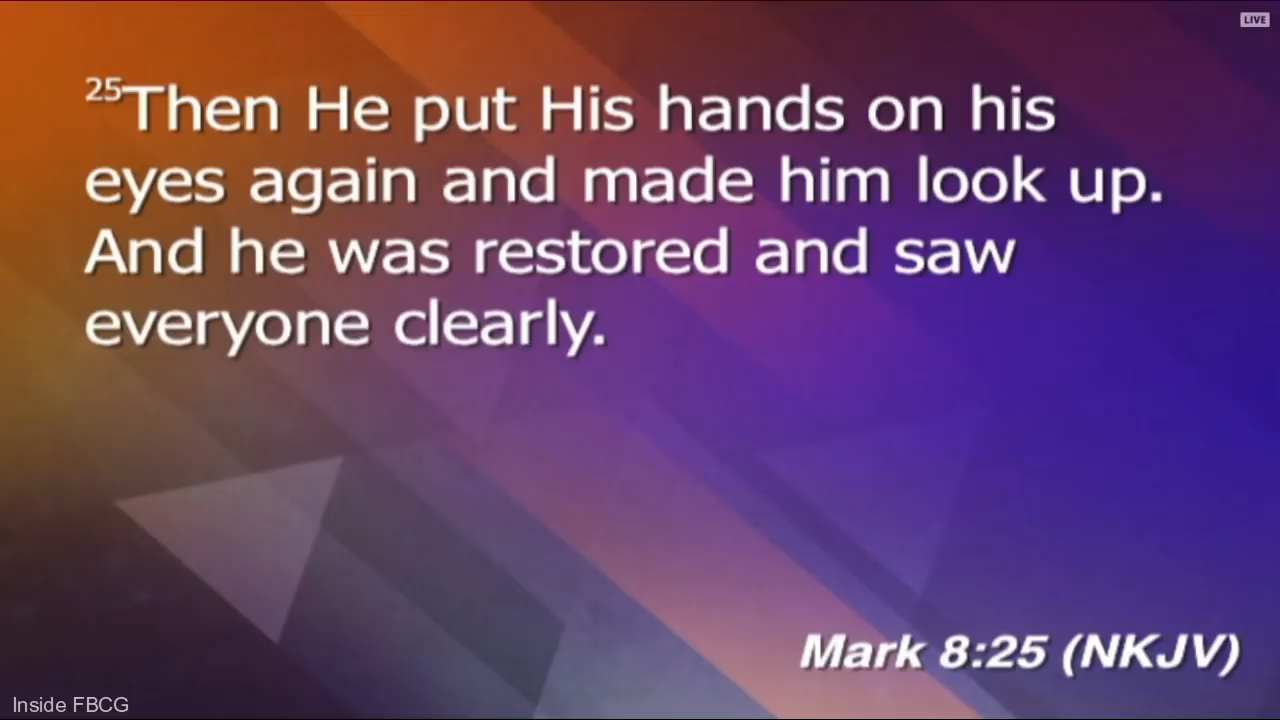 LIVE
25Then He put His hands on his
eyes again and made him look up.
And he was restored and saw
everyone clearly.
Mark 8:25 (NKJV)
Inside FBCG